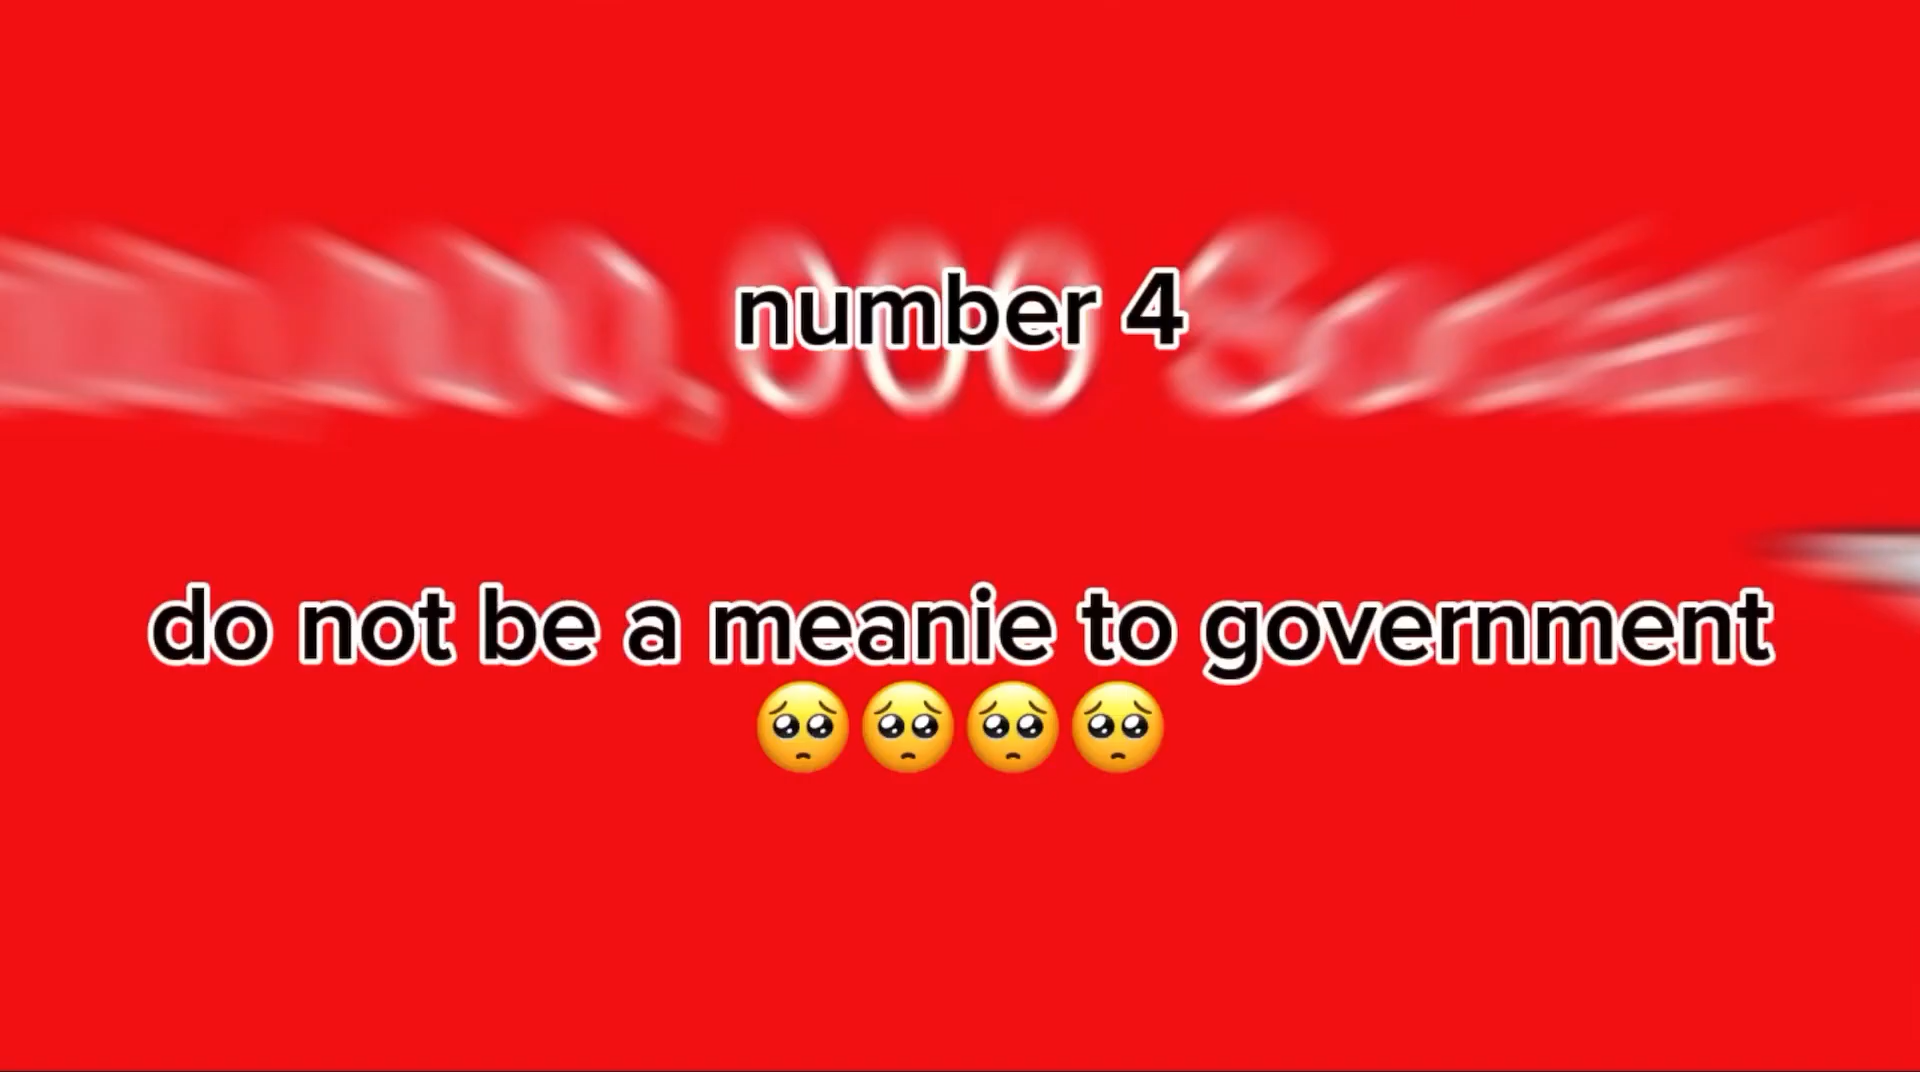 number 4
do not be a meanie to government
🥺🥺🥺🥺